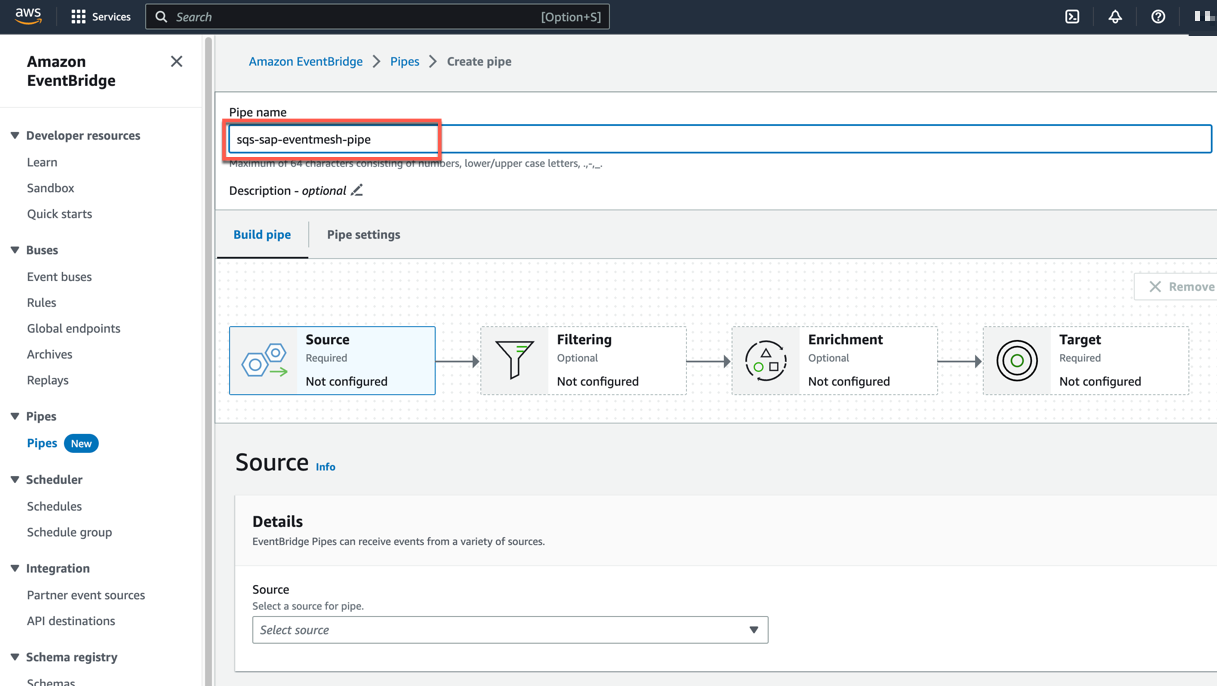 aws
Services
Search
[Option+S]
Amazon
EventBridge
Developer resources
Learn
Sandbox
Quick starts
Buses
Event buses
Rules
Global endpoints
Archives
Replays
Pipes
Pipes New
Scheduler
Schedules
Schedule group
Integration
Partner event sources
API destinations
Schema registry
Schemas
Amazon EventBridge
Pipes
Create pipe
Pipe name
sqs-sap-eventmesh-pipe
Maximum of 64 characters consisting of numbers, lower/upper case letters, .,-,_.
Description - optional
Build pipe
Pipe settings
Remove
Source
Required
Not configured
Filtering
Optional
Not configured
Enrichment
Optional
Not configured
Target
Required
Not configured
Source Info
Details
EventBridge Pipes can receive events from a variety of sources.
Source
Select a source for pipe.
Select source